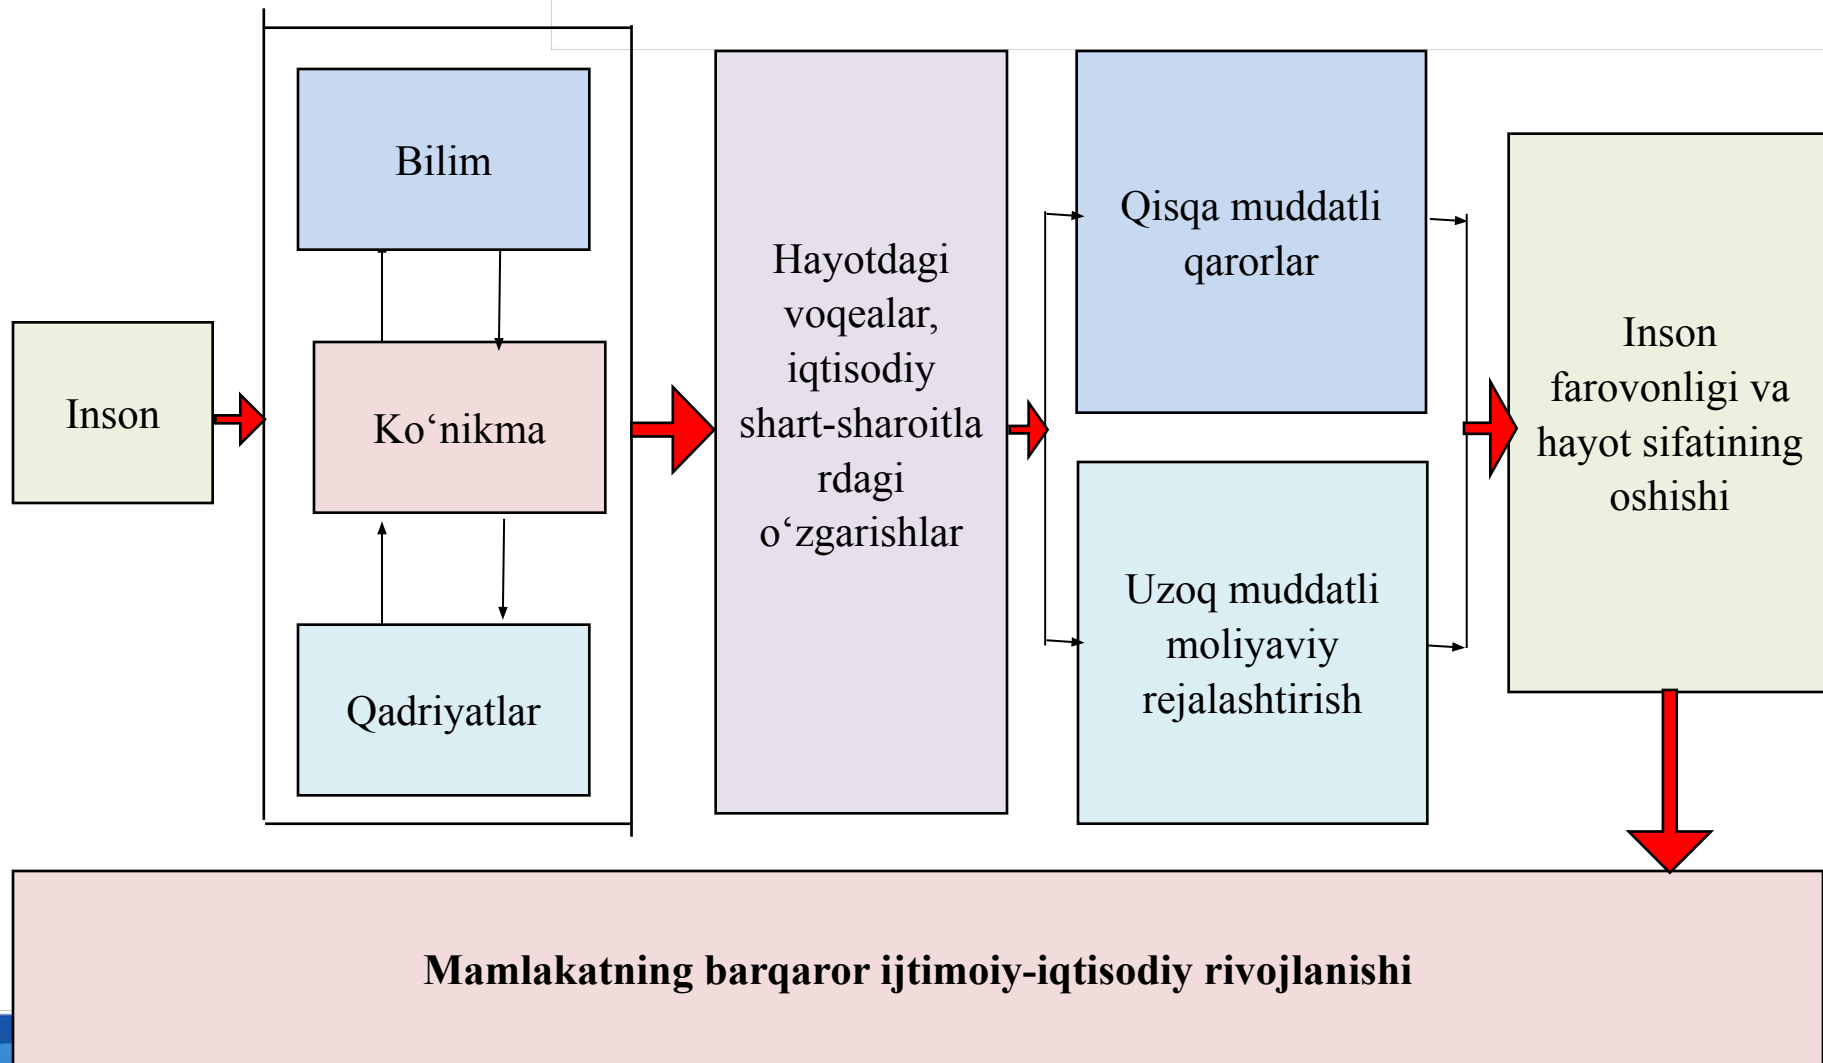 Inson
Bilim
Ko‘nikma
Qadriyatlar
Hayotdagi
voqealar,
iqtisodiy
shart-sharoitla
rdagi
o‘zgarishlar
Qisqa muddatli
qarorlar
Uzoq muddatli
moliyaviy
rejalashtirish
Inson
farovonligi va
hayot sifatining
oshishi
Mamlakatning barqaror ijtimoiy-iqtisodiy rivojlanishi